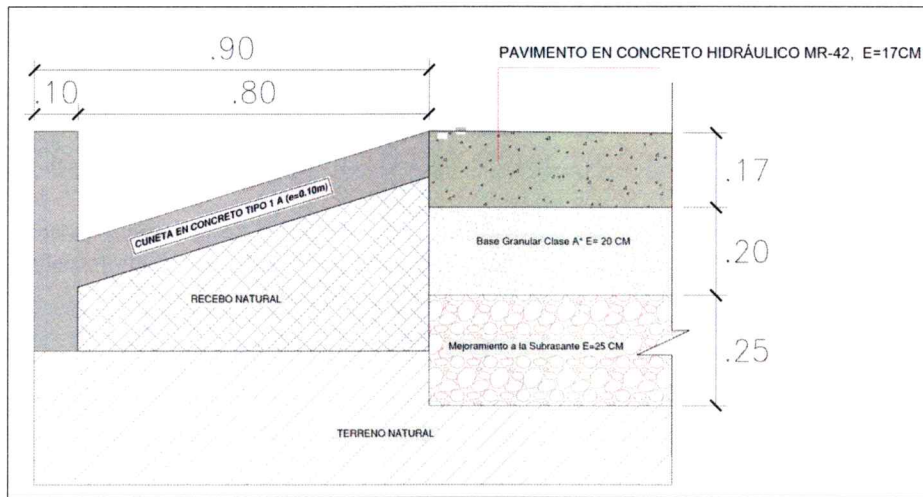 .90
PAVIMENTO EN CONCRETO HIDRÁULICO MR-42, E=17CM
.10
.80
.17
CUNETA EN CONCRETO TIPO 1 A (e=0.10m)
Base Granular Clase A* E= 20 CM
.20
RECEBO NATURAL
Mejoramiento a la Subrasante E=25 CM
.25
TERRENO NATURAL